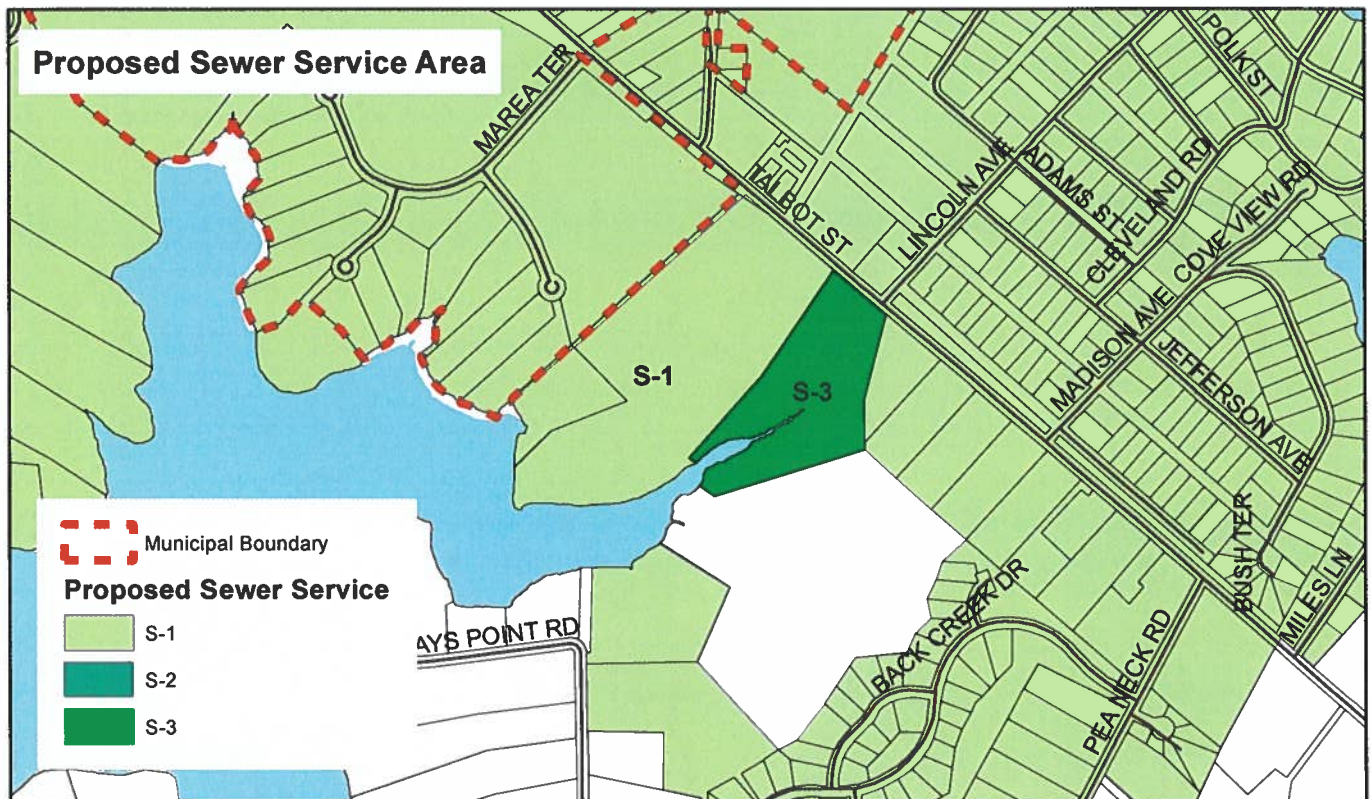 Proposed Sewer Service Area
MAREA TER
POLK ST
TALBOT ST
LINCOLN AVE
ADAMS ST
CLEVELAND RD
COVE VIEW RD
MADISON AVE
JEFFERSON AVE
S-1
S-3
BUSH TER
MILES LN
BACK CREEK DR
PEA NECK RD
AYS POINT RD
Municipal Boundary
Proposed Sewer Service
S-1
S-2
S-3